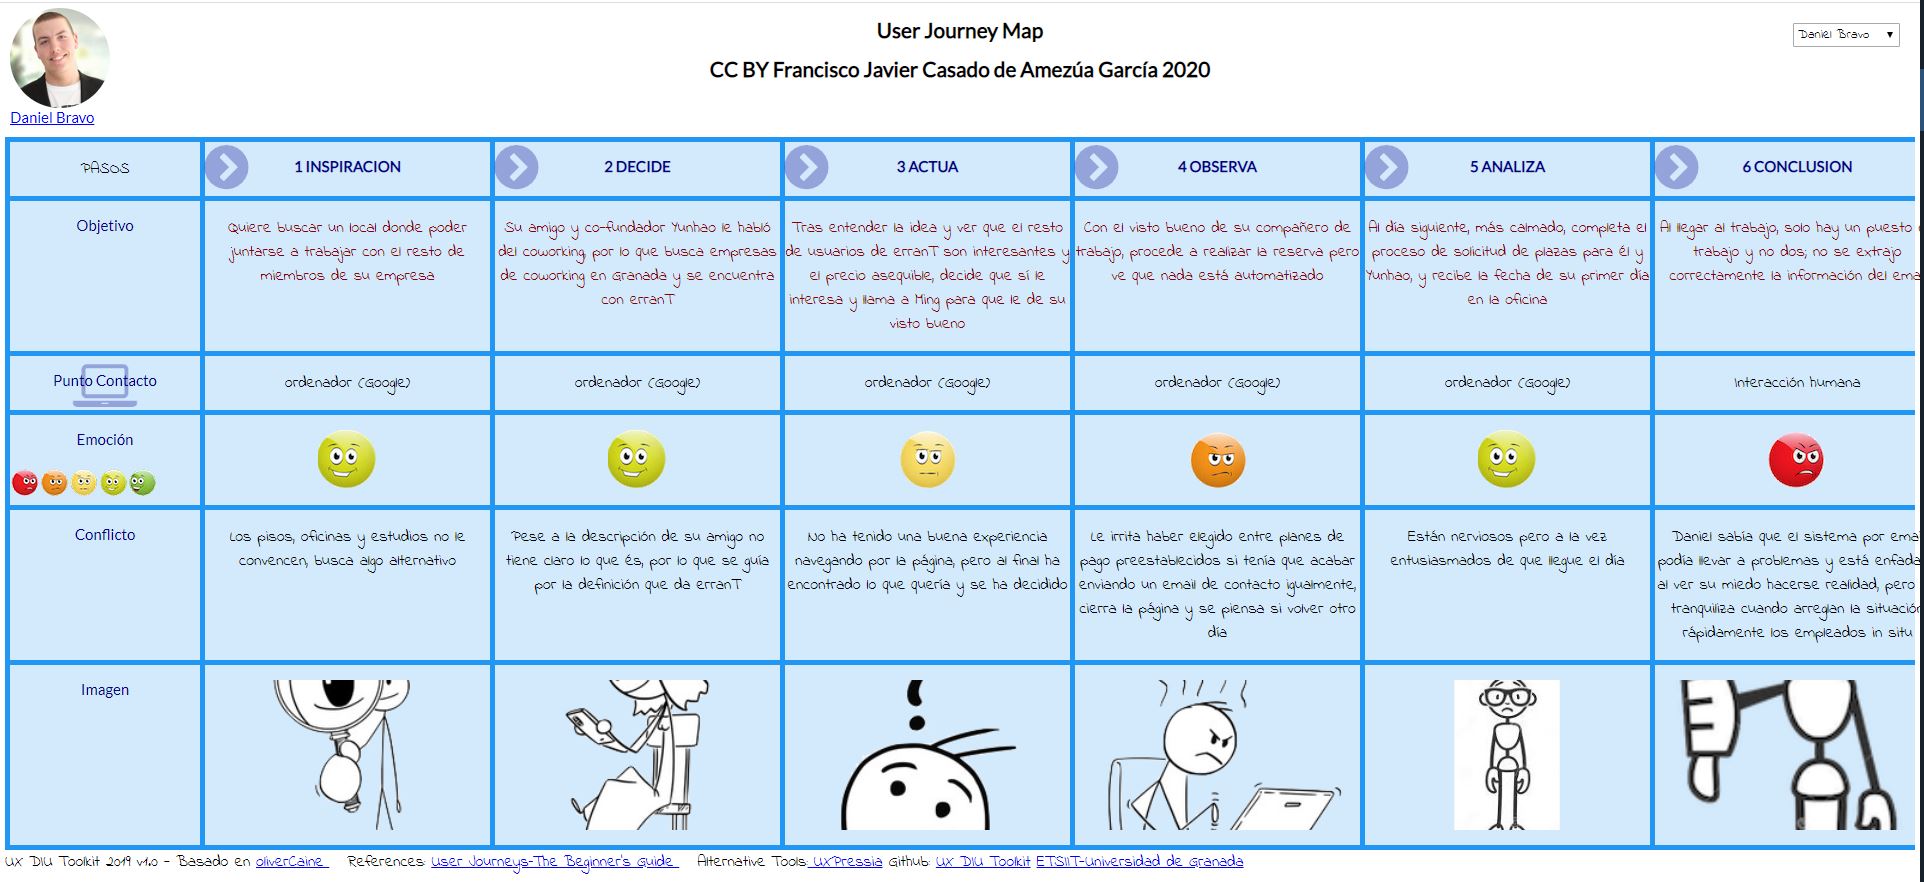 User Journey Map
CC BY Francisco Javier Casado de Amezúa García 2020
Daniel Bravo
Daniel Bravo
PASOS
1 INSPIRACION
2 DECIDE
3 ACTUA
4 OBSERVA
5 ANALIZA
6 CONCLUSION
Objetivo
Quiere buscar un local donde poder
juntarse a trabajar con el resto de
miembros de su empresa
Su amigo y co-fundador Yunhao le habló
del coworking, por lo que busca empresas
de coworking en Granada y se encuentra
con erranT
Tras entender la idea y ver que el resto
de usuarios de erranT son interesantes y
el precio asequible, decide que sí le
interesa y llama a Ming para que le de su
visto bueno
Con el visto bueno de su compañero de
trabajo, procede a realizar la reserva pero
ve que nada está automatizado
Al día siguiente, más calmado, completa el
proceso de solicitud de plazas para él y
Yunhao, y recibe la fecha de su primer día
en la oficina
Al llegar al trabajo, solo hay un puesto
trabajo y no dos; no se extrajo
correctamente la información del ema
Punto Contacto
ordenador (Google)
ordenador (Google)
ordenador (Google)
ordenador (Google)
ordenador (Google)
Interacción humana
Emoción
Conflicto
Los pisos, oficinas y estudios no le
convencen, busca algo alternativo
Pese a la descripción de su amigo no
tiene claro lo que és, por lo que se guía
por la definición que da erranT
No ha tenido una buena experiencia
navegando por la página, pero al final ha
encontrado lo que quería y se ha decidido
Le irrita haber elegido entre planes de
pago preestablecidos si tenía que acabar
enviando un email de contacto igualmente,
cierra la página y se piensa si volver otro
día
Están nerviosos pero a la vez
entusiasmados de que llegue el día
Daniel sabía que el sistema por ema
podía llevar a problemas y está enfada
al ver su miedo hacerse realidad, pero
tranquiliza cuando arreglan la situación
rápidamente los empleados in situ
Imagen
UX DIU Toolkit 2019 v1.0 - Basado en oliverCaine References: User Journeys-The Beginner's Guide Alternative Tools: UXPressia Github: UX DIU Toolkit ETSIIT-Universidad de Granada